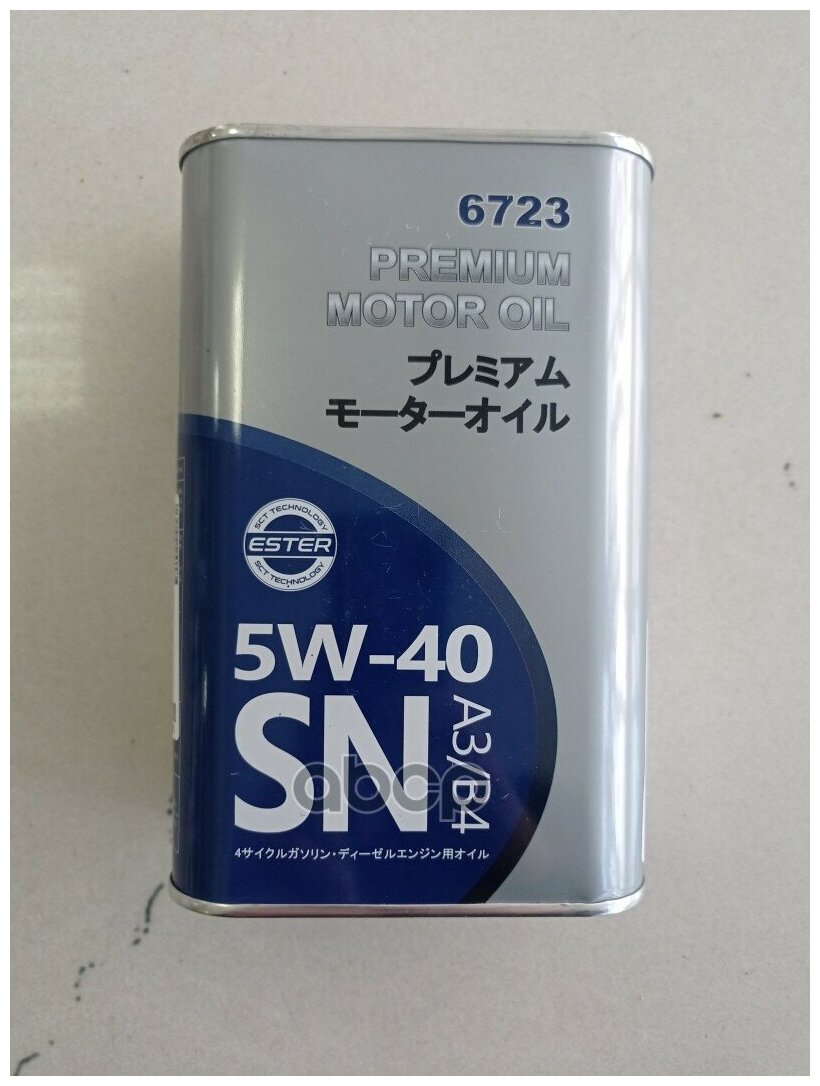 6723
PREMIUM
MOTOR OIL
プレミアム
モーターオイル
SCT TECHNOLOGY
ESTER
SCT TECHNOLOGY
5W-40
SN
A3/B4
abcp
4サイクルガソリン・ディーゼルエンジン用オイル